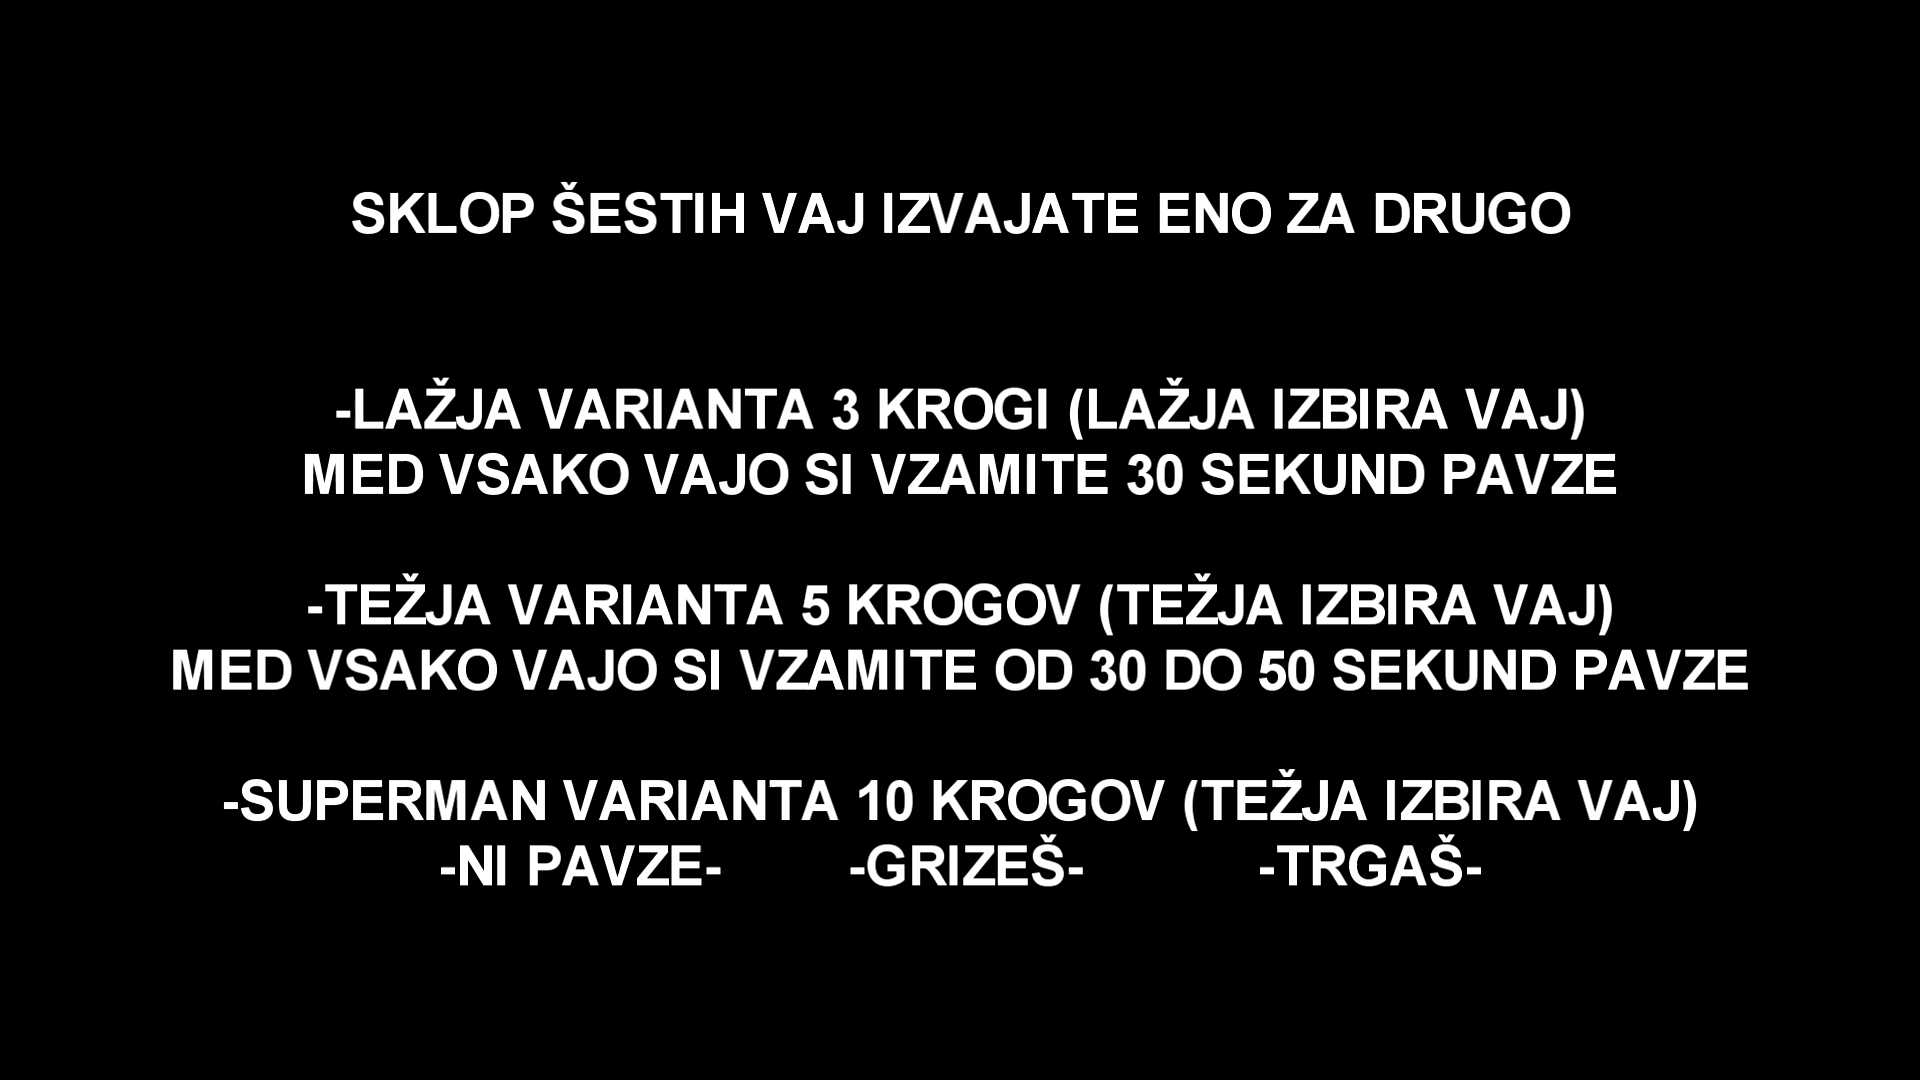 SKLOP ŠESTIH VAJ IZVAJATE ENO ZA DRUGO
-LAŽJA VARIANTA 3 KROGI (LAŽJA IZBIRA VAJ)
MED VSAKO VAJO SI VZAMITE 30 SEKUND PAVZE
-TEŽJA VARIANTA 5 KROGOV (TEŽJA IZBIRA VAJ)
MED VSAKO VAJO SI VZAMITE OD 30 DO 50 SEKUND PAVZE
-SUPERMAN VARIANTA 10 KROGOV (TEŽJA IZBIRA VAJ)
-NI PAVZE- -GRIZEŠ- -TRGAŠ-